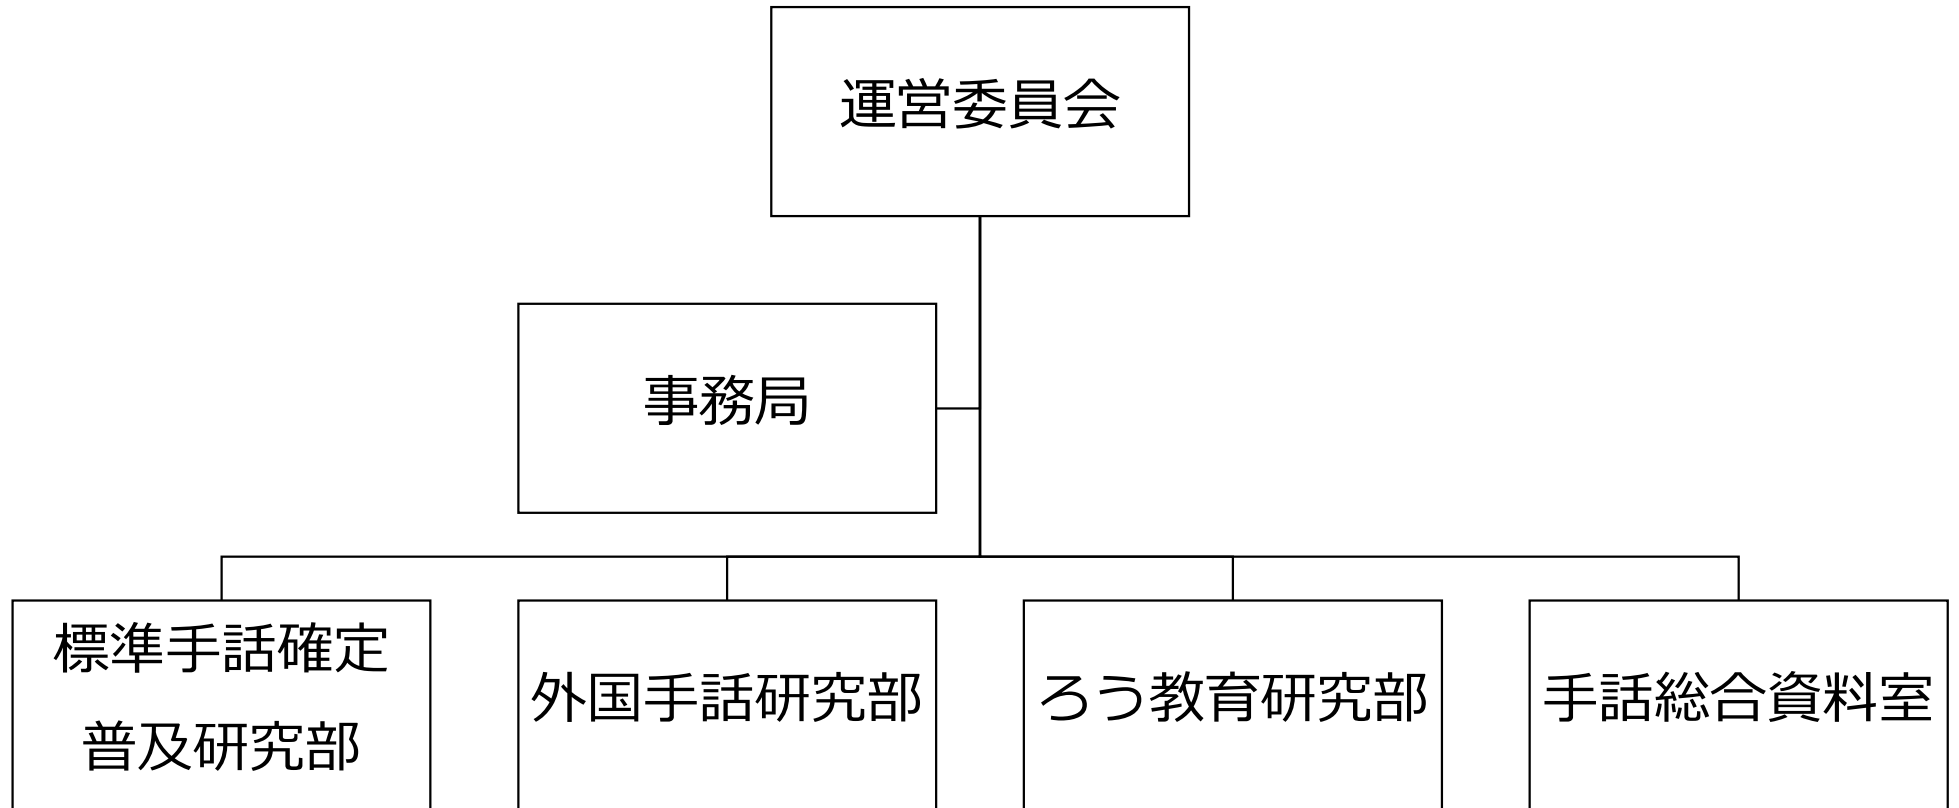 運営委員会
事務局
標準手話確定
普及研究部
外国手話研究部
ろう教育研究部
手話総合資料室